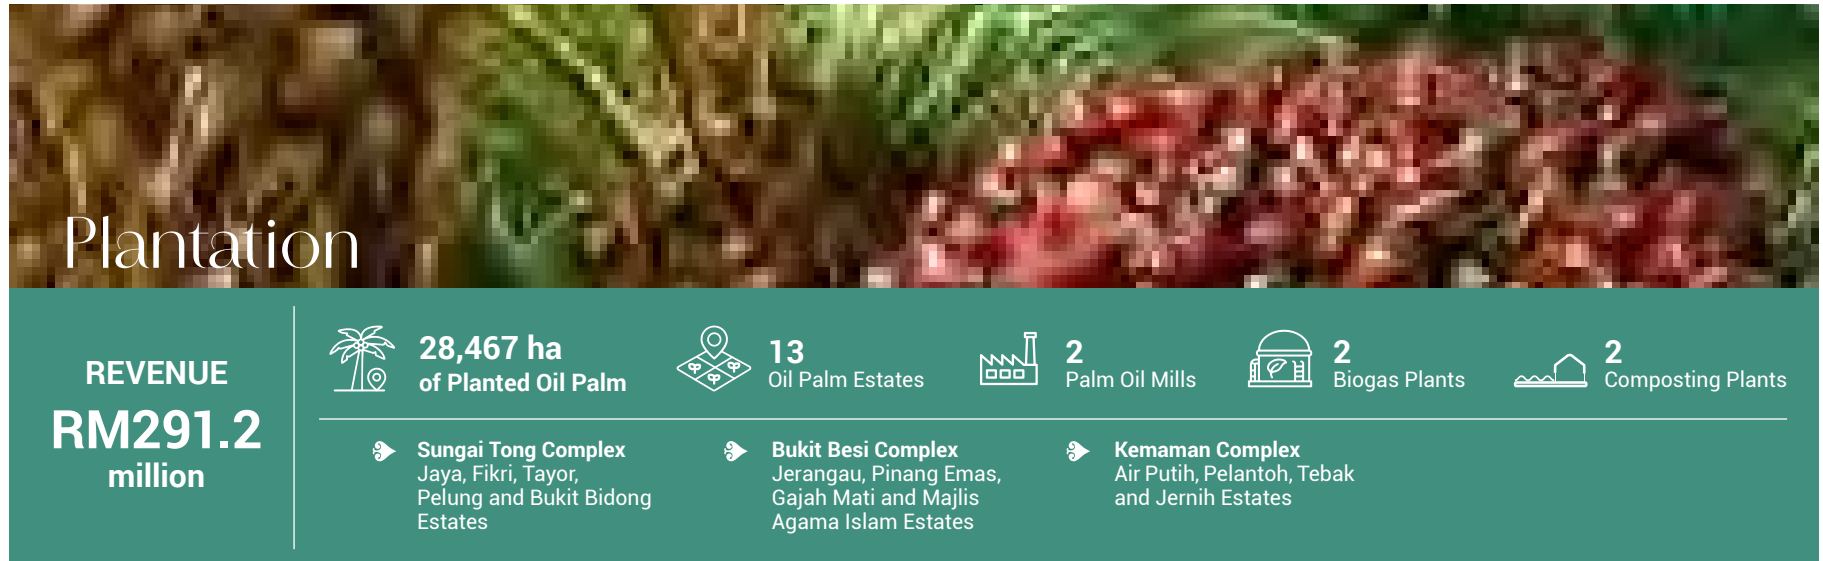 Plantation
REVENUE
RM291.2
million
28,467 ha
of Planted Oil Palm
13
Oil Palm Estates
2
Palm Oil Mills
2
Biogas Plants
2
Composting Plants
Sungai Tong Complex
Jaya, Fikri, Tayor,
Pelung and Bukit Bidong
Estates
Bukit Besi Complex
Jerangau, Pinang Emas,
Gajah Mati and Majlis
Agama Islam Estates
Kemaman Complex
Air Putih, Pelantoh, Tebak
and Jernih Estates